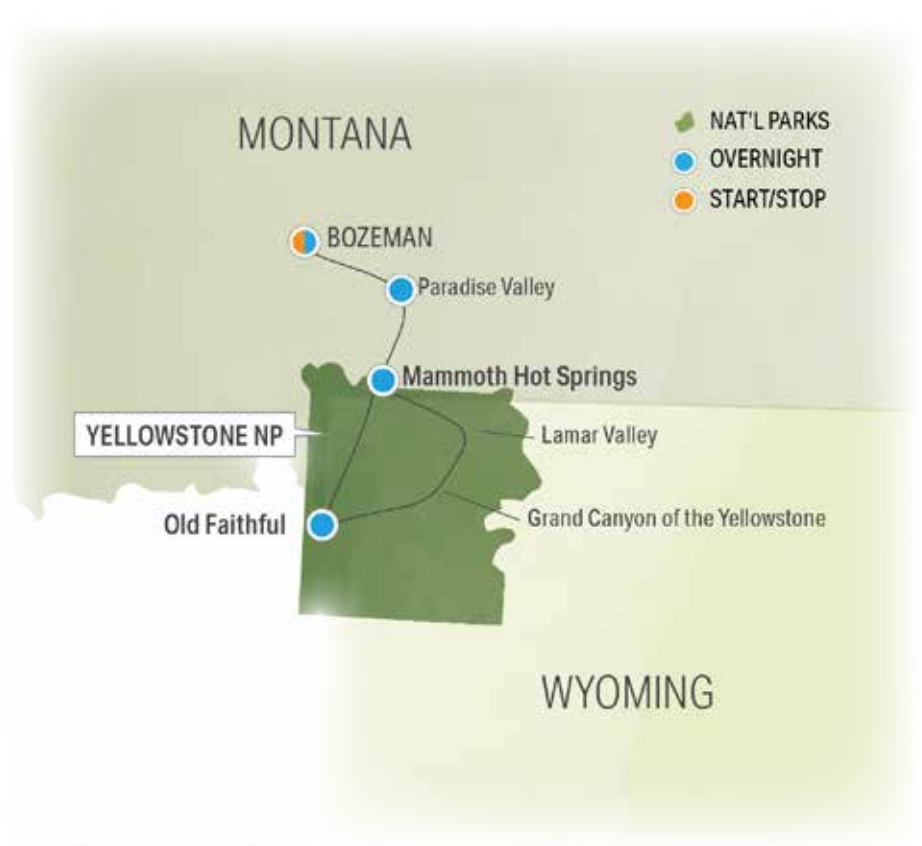 MONTANA
NAT'L PARKS
OVERNIGHT
START/STOP
BOZEMAN
Paradise Valley
Mammoth Hot Springs
YELLOWSTONE NP
Lamar Valley
Old Faithful
Grand Canyon of the Yellowstone
WYOMING